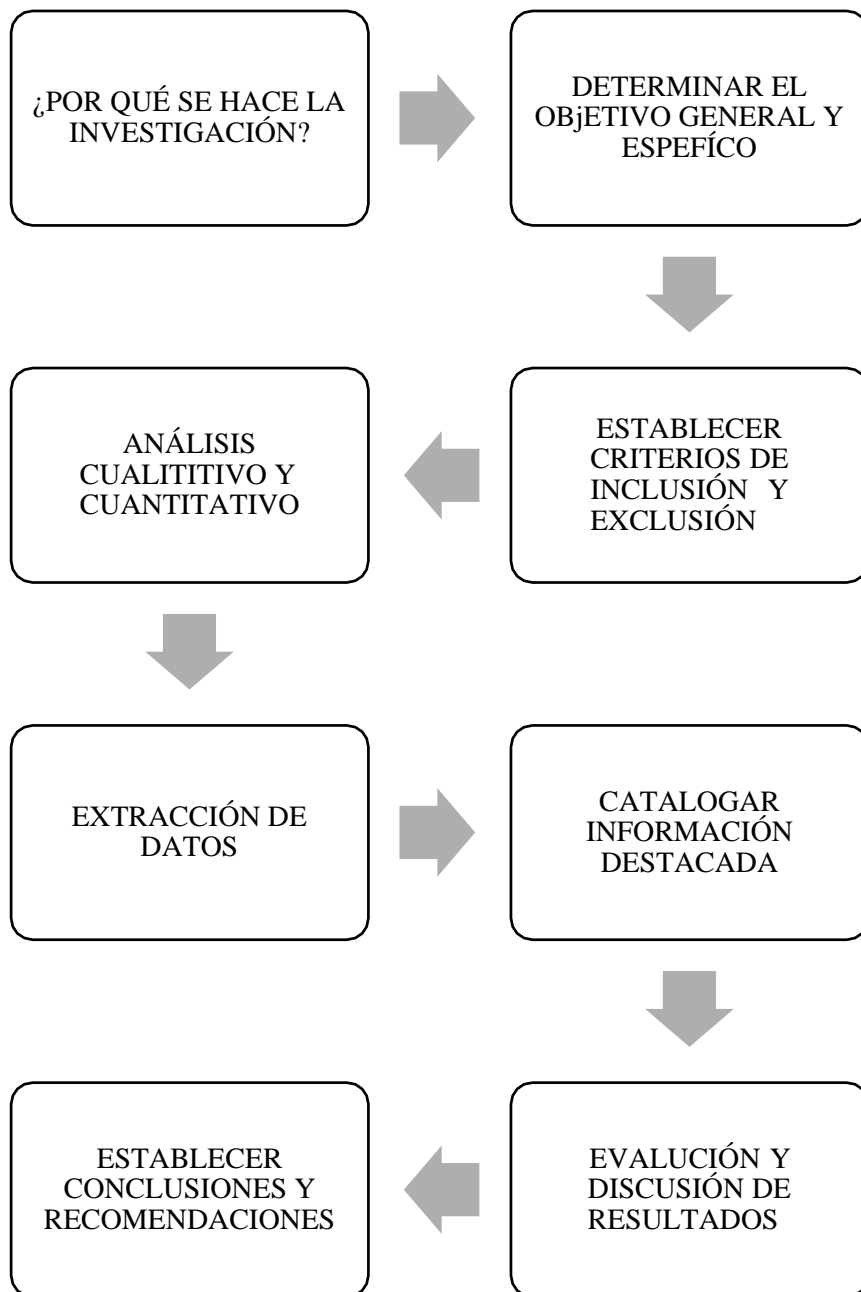 ¿POR QUÉ SE HACE LA
INVESTIGACIÓN?
DETERMINAR EL
OBjETIVO GENERAL Y
ESPEFÍCO
ESTABLECER
CRITERIOS DE
INCLUSIÓN Y
EXCLUSIÓN
ANÁLISIS
CUALITITIVO Y
CUANTITATIVO
EXTRACCIÓN DE
DATOS
CATALOGAR
INFORMACIÓN
DESTACADA
EVALUCIÓN Y
DISCUSIÓN DE
RESULTADOS
ESTABLECER
CONCLUSIONES Y
RECOMENDACIONES